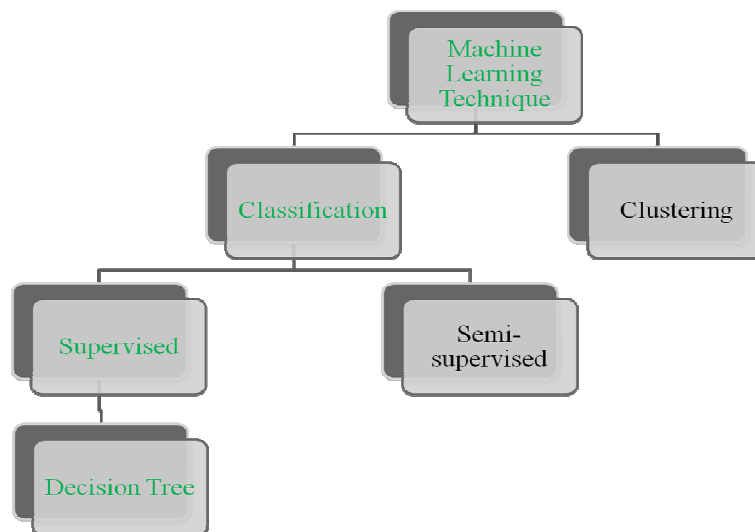 Machine
Learning
Technique
Classification
Clustering
Supervised
Semi-
supervised
Decision Tree